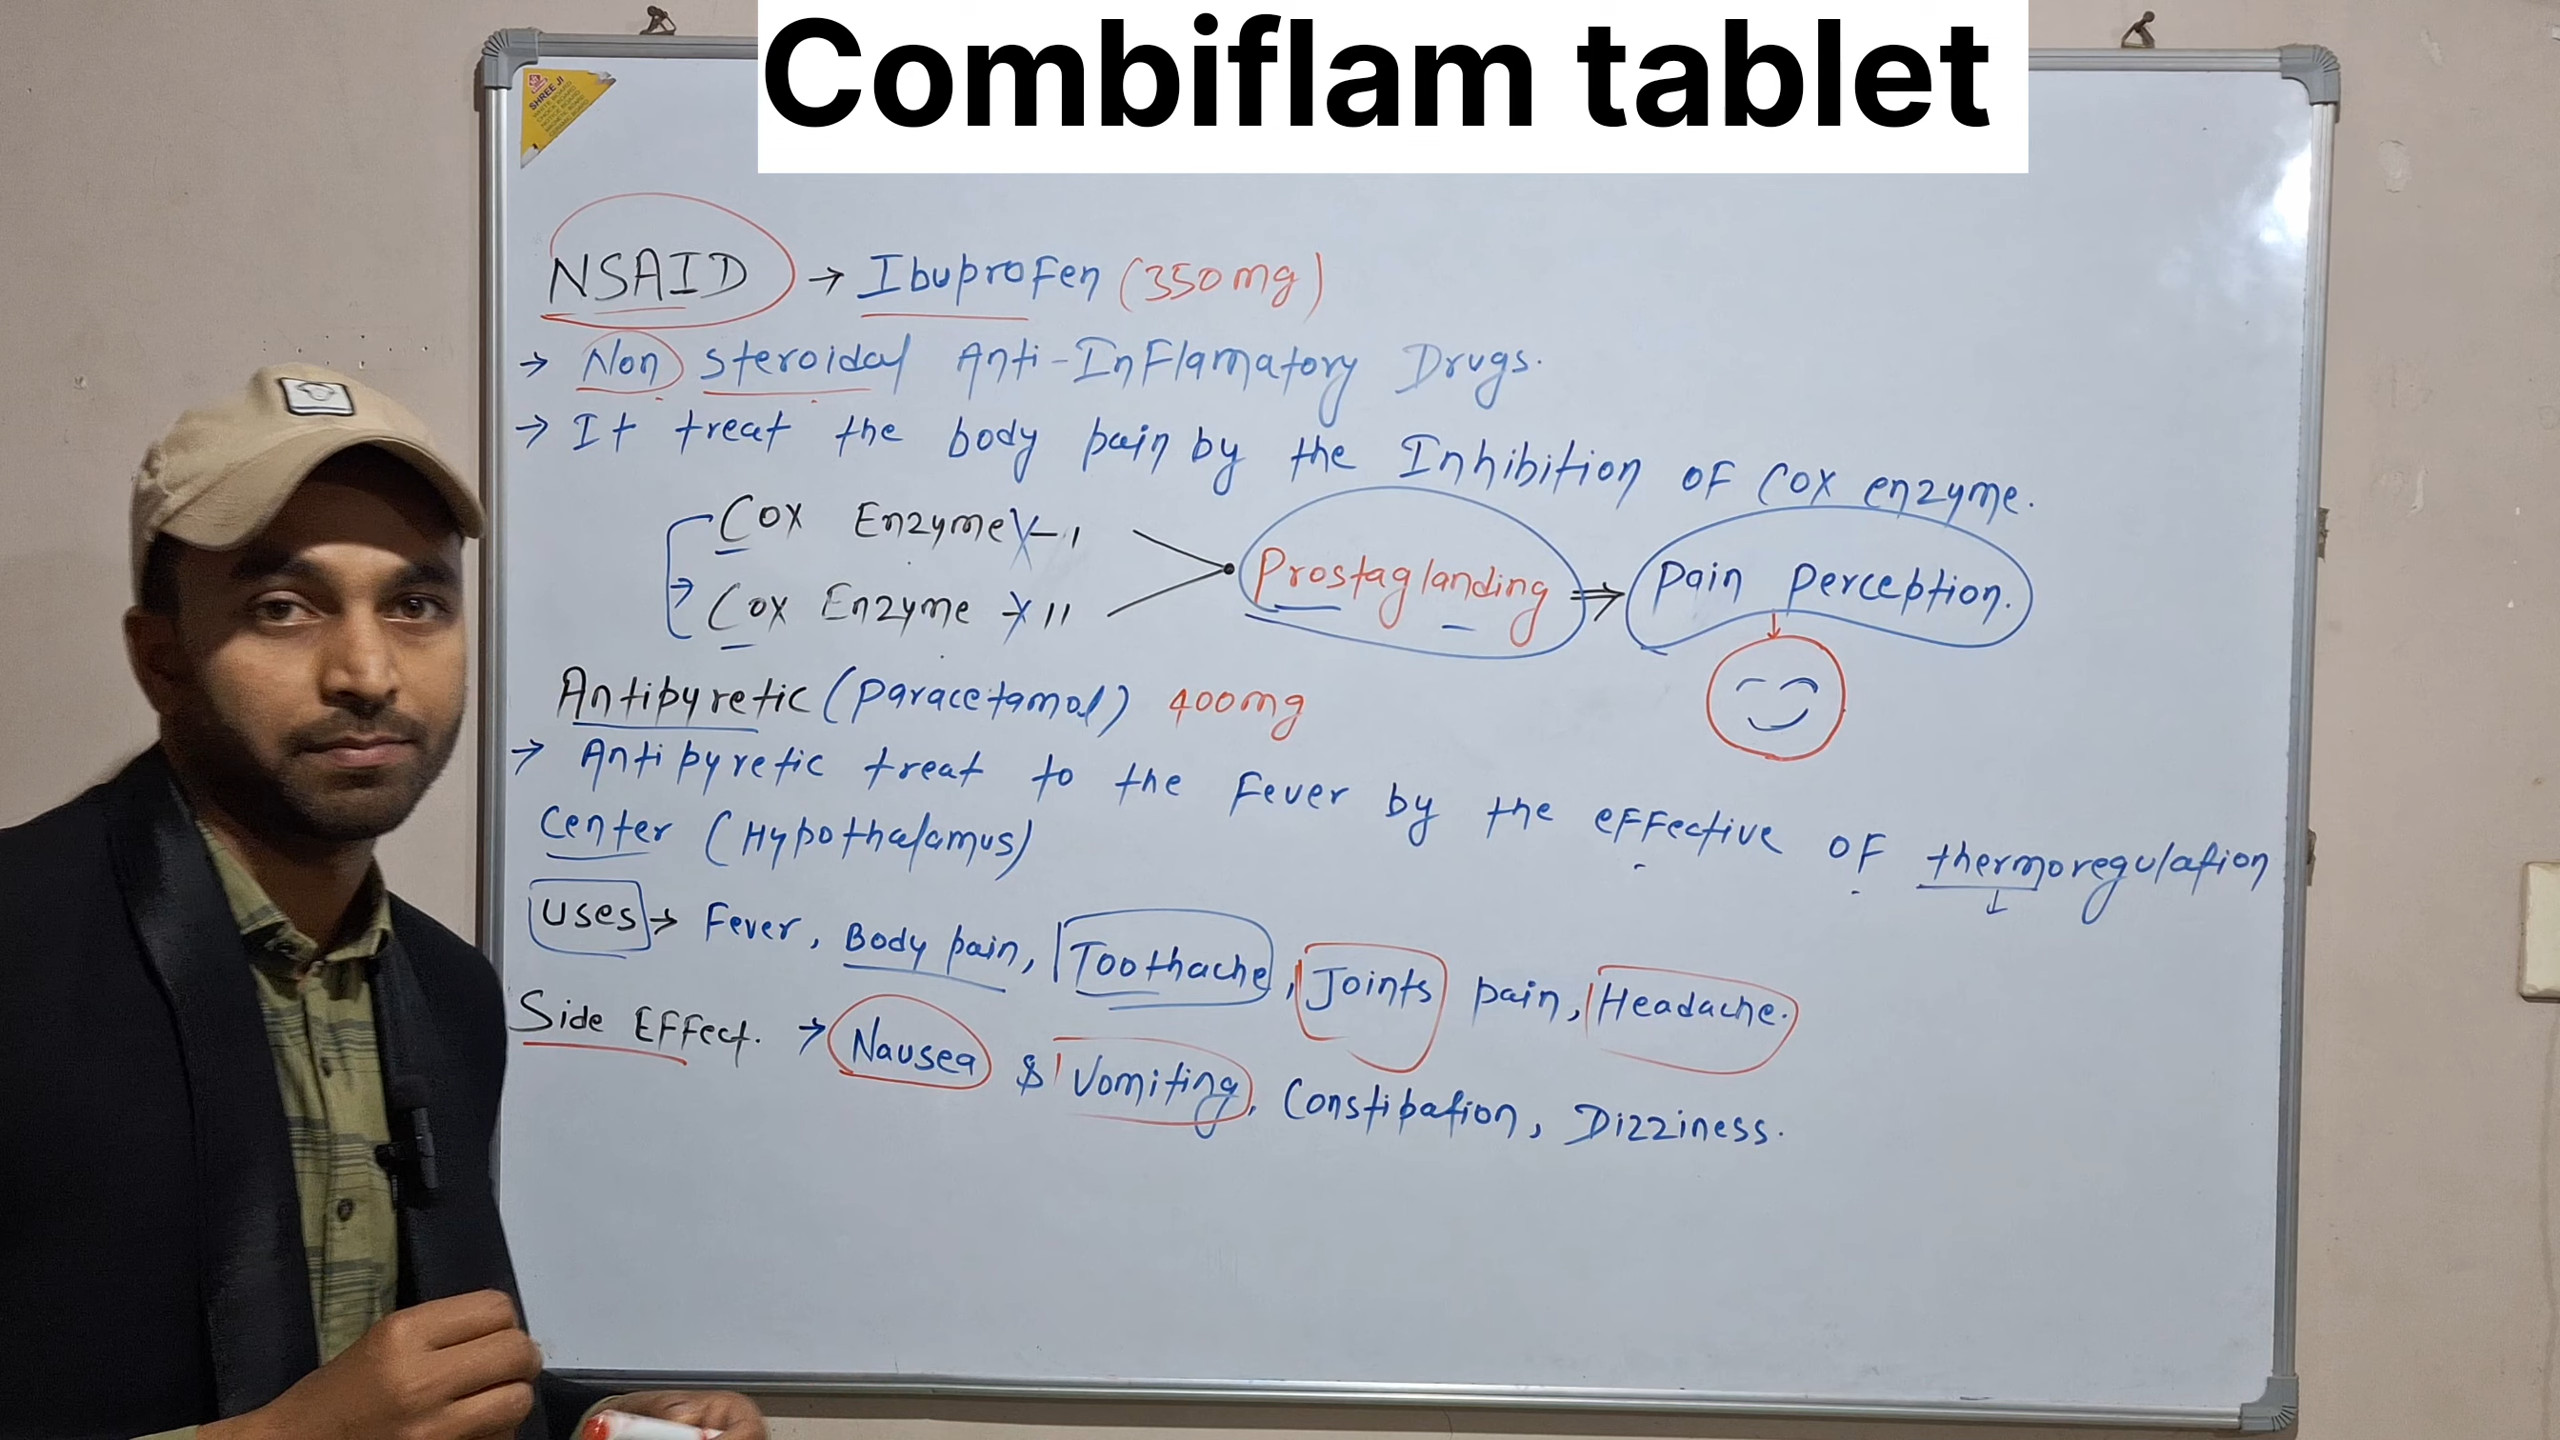 Combiflam tablet
SHREE JI
NSAID → Ibuprofen (350mg)
→ Non steroidal Anti-Inflamatory Drugs.
→ It treat the body pain by the Inhibition of Cox enzyme.
Cox Enzyme - I
Cox Enzyme - II
Prostaglanding ⇒ Pain perception.
Antipyretic (Paracetamol) 400mg
→ Antipyretic treat to the Fever by the effective of thermoregulation
Center (Hypothalamus)
Uses → Fever, Body pain, Toothache, Joints pain, Headache.
Side Effect. → Nausea & Vomiting, Constipation, Dizziness.